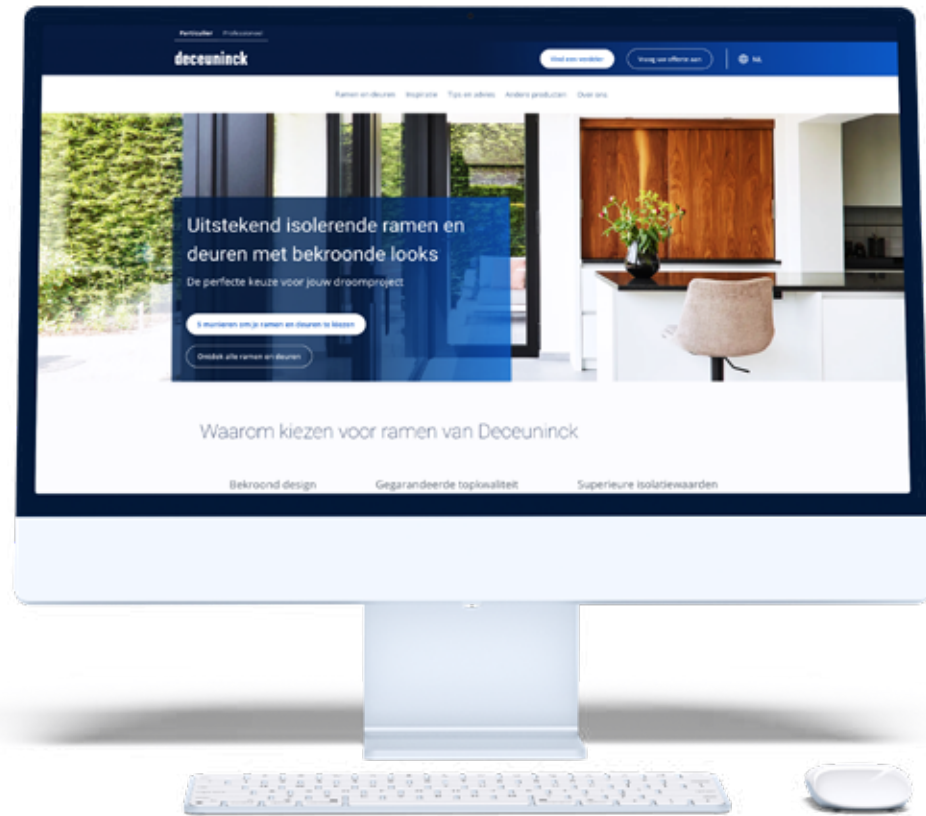 Particulier Professioneel
deceuninck
Vind een verdeler
Vraag uw offerte aan
NL
Ramen en deuren Inspiratie Tips en advies Andere producten Over ons
Uitstekend isolerende ramen en
deuren met bekroonde looks
De perfecte keuze voor jouw droomproject
5 manieren om je ramen en deuren te kiezen
Ontdek alle ramen en deuren
Waarom kiezen voor ramen van Deceuninck
Bekroond design Gegarandeerde topkwaliteit Superieure isolatiewaarden